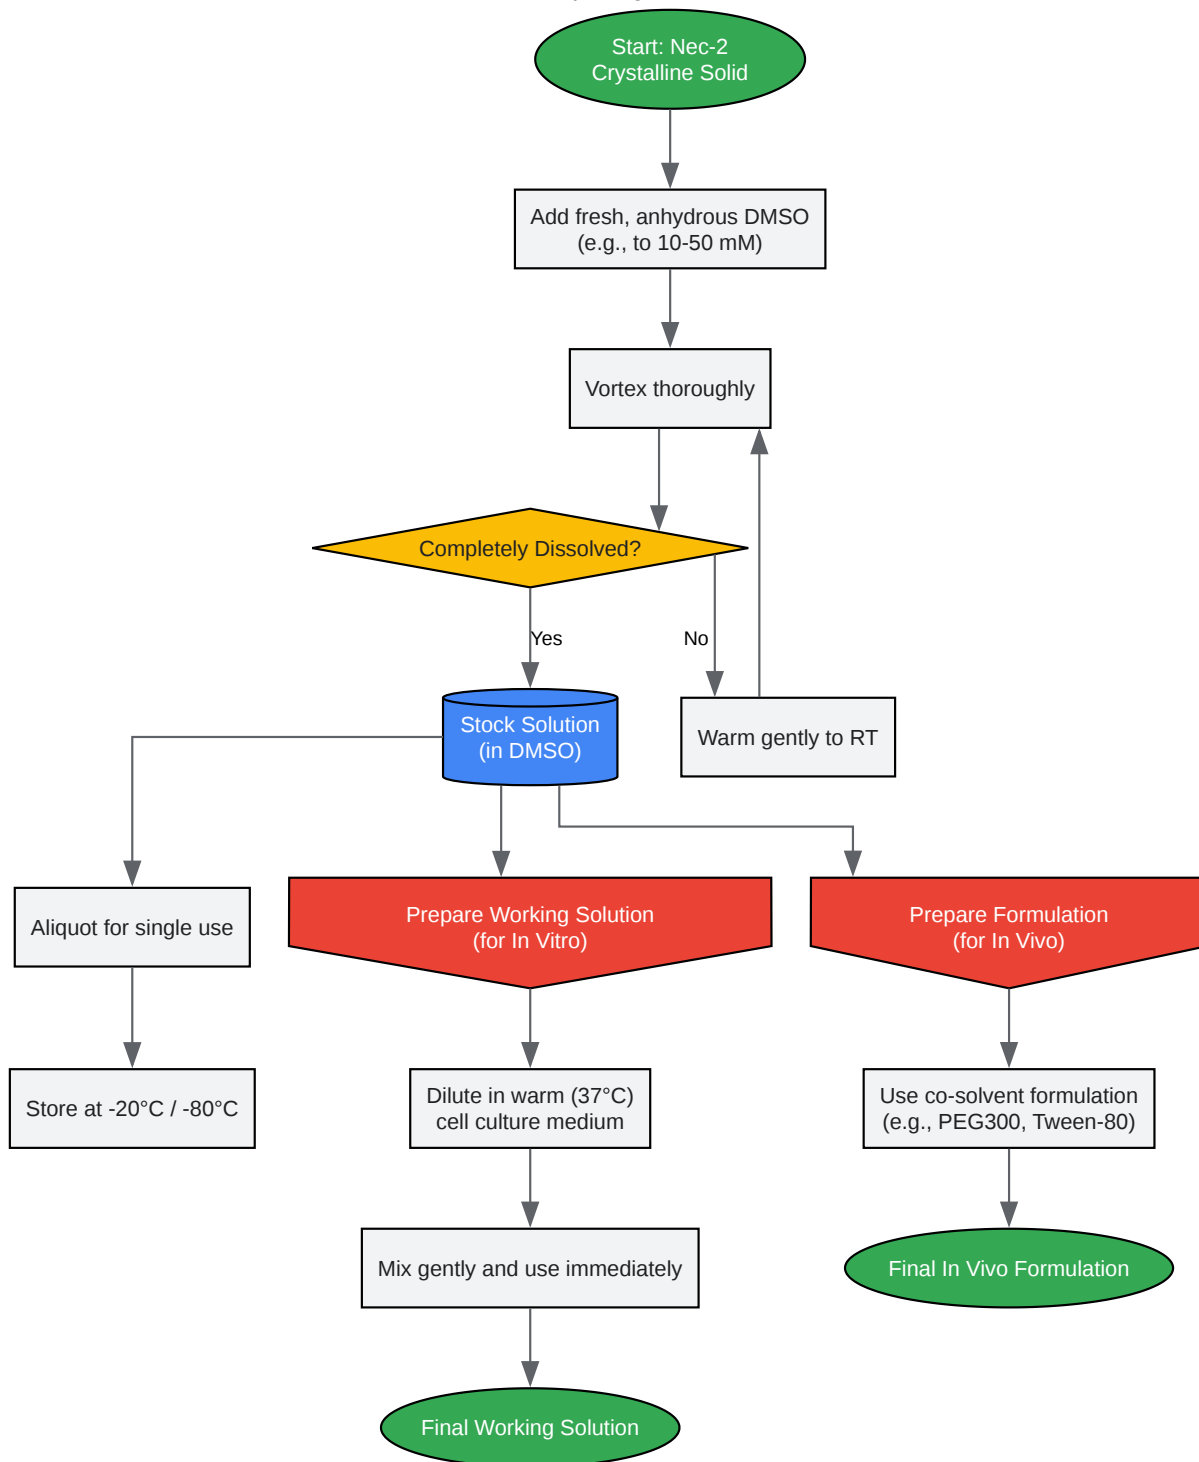 Start: Nec-2
Crystalline Solid
Add fresh, anhydrous DMSO
(e.g., to 10-50 mM)
Vortex thoroughly
Completely Dissolved?
Yes
No
Stock Solution
(in DMSO)
Warm gently to RT
Aliquot for single use
Prepare Working Solution
(for In Vitro)
Prepare Formulation
(for In Vivo)
Store at -20°C / -80°C
Dilute in warm (37°C)
cell culture medium
Use co-solvent formulation
(e.g., PEG300, Tween-80)
Mix gently and use immediately
Final In Vivo Formulation
Final Working Solution